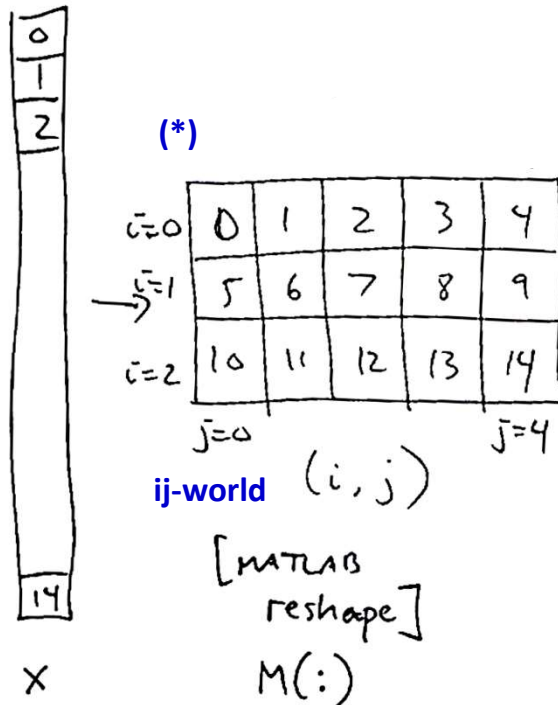 0
1
2
(*)
i=0 0 1 2 3 4
i=1 5 6 7 8 9
i=2 10 11 12 13 14
j=0 j=4
ij-world (i, j)
[MATLAB
reshape]
14
X M(:)